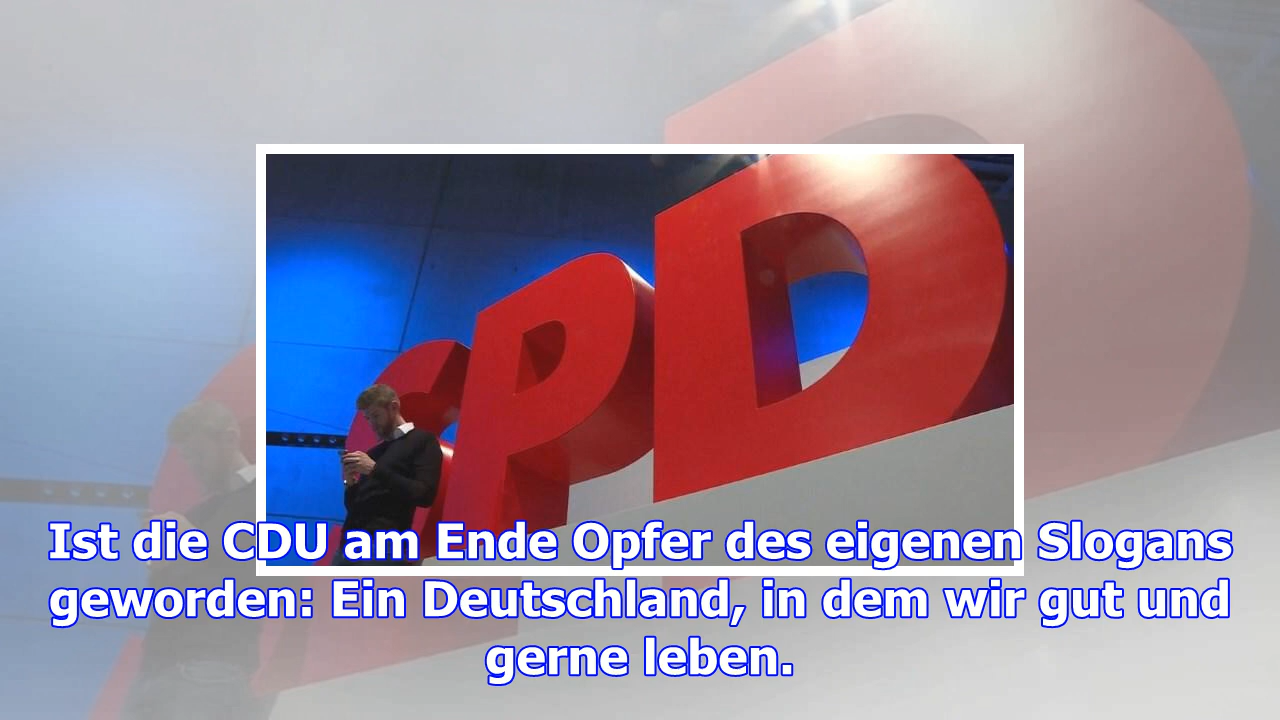 SPD
Ist die CDU am Ende Opfer des eigenen Slogans
geworden: Ein Deutschland, in dem wir gut und
gerne leben.